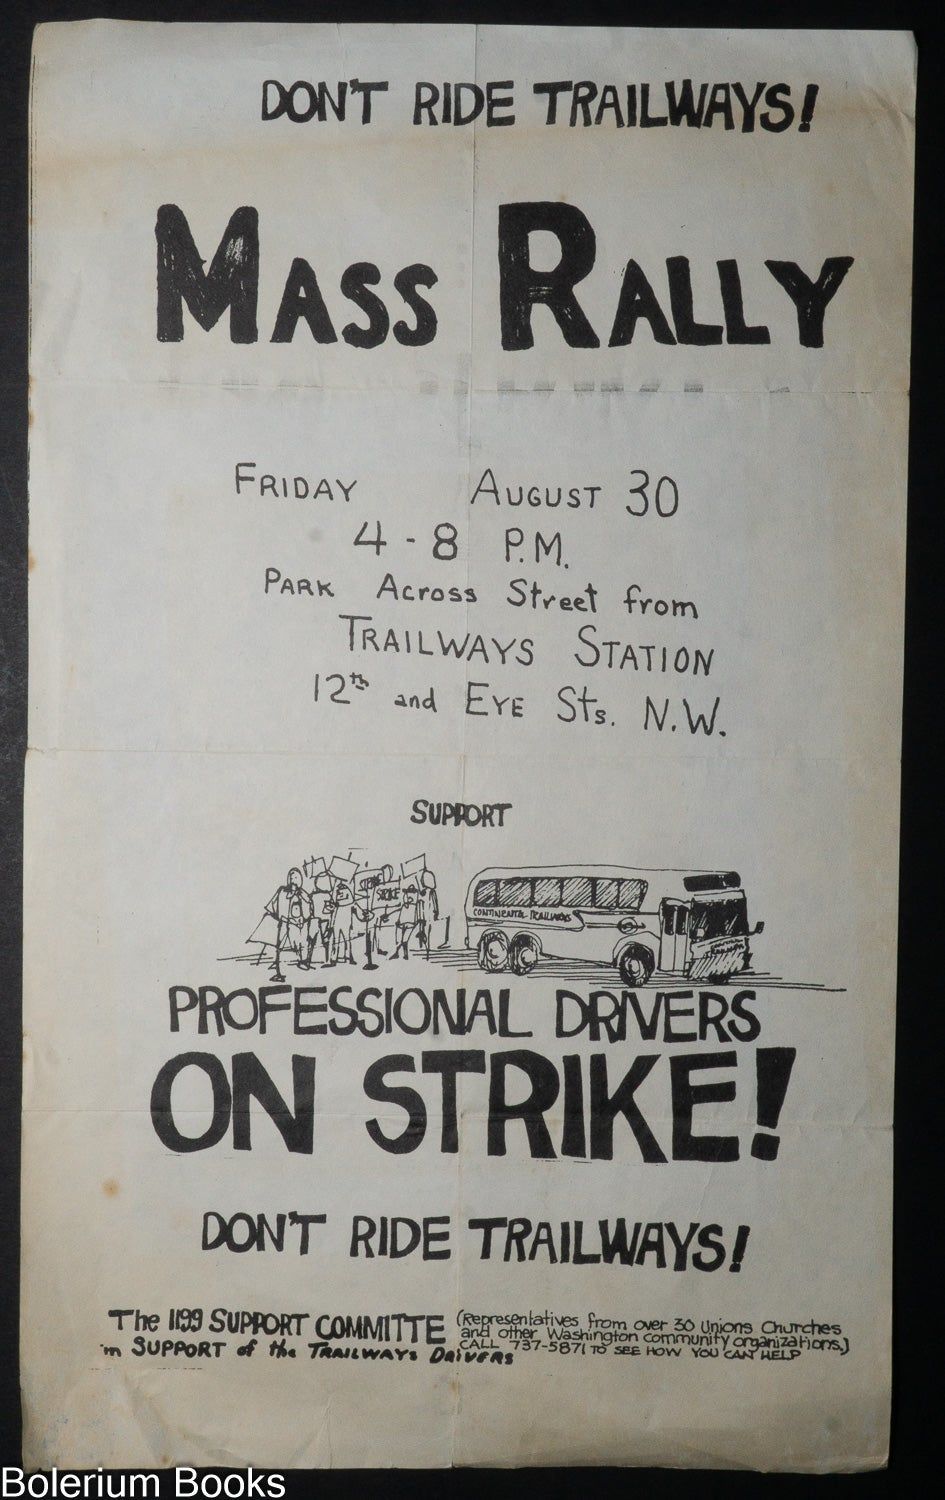 DON'T RIDE TRAILWAYS!
MASS RALLY
FRIDAY AUGUST 30
4-8 P.M.
PARK Across Street from
TRAILWAYS STATION
12th and EYE Sts. N.W.
SUPPORT
STRIKE
CONTINENTAL TRAILWAYS
PROFESSIONAL DRIVERS
ON STRIKE!
DON'T RIDE TRAILWAYS!
The 1199 SUPPORT COMMITTE
in SUPPORT of the TRAILWAYS DRIVERS
(Representatives from over 30 Unions Churches
and other Washington community organizations.)
CALL 737-5871 TO SEE HOW YOU CAN HELP
Bolerium Books